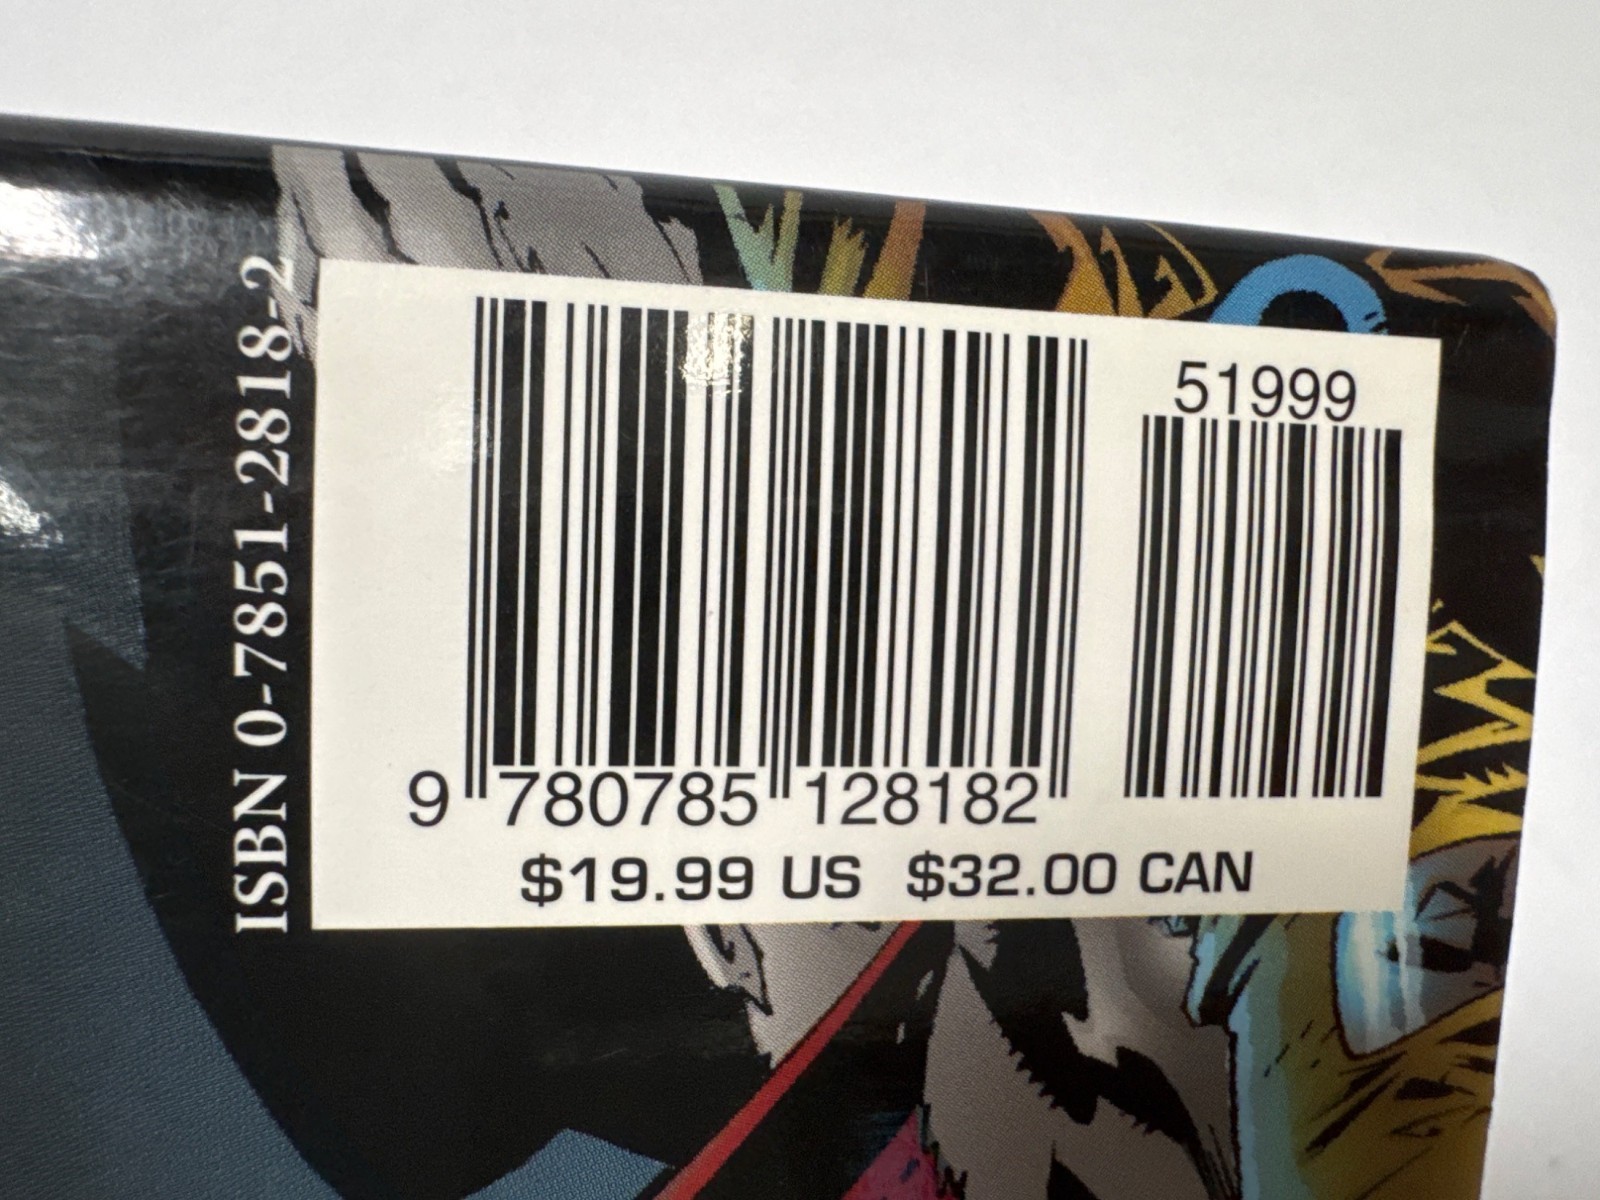 ISBN 0-7851-2818-2
51999
9 780785 128182
$19.99 US $32.00 CAN